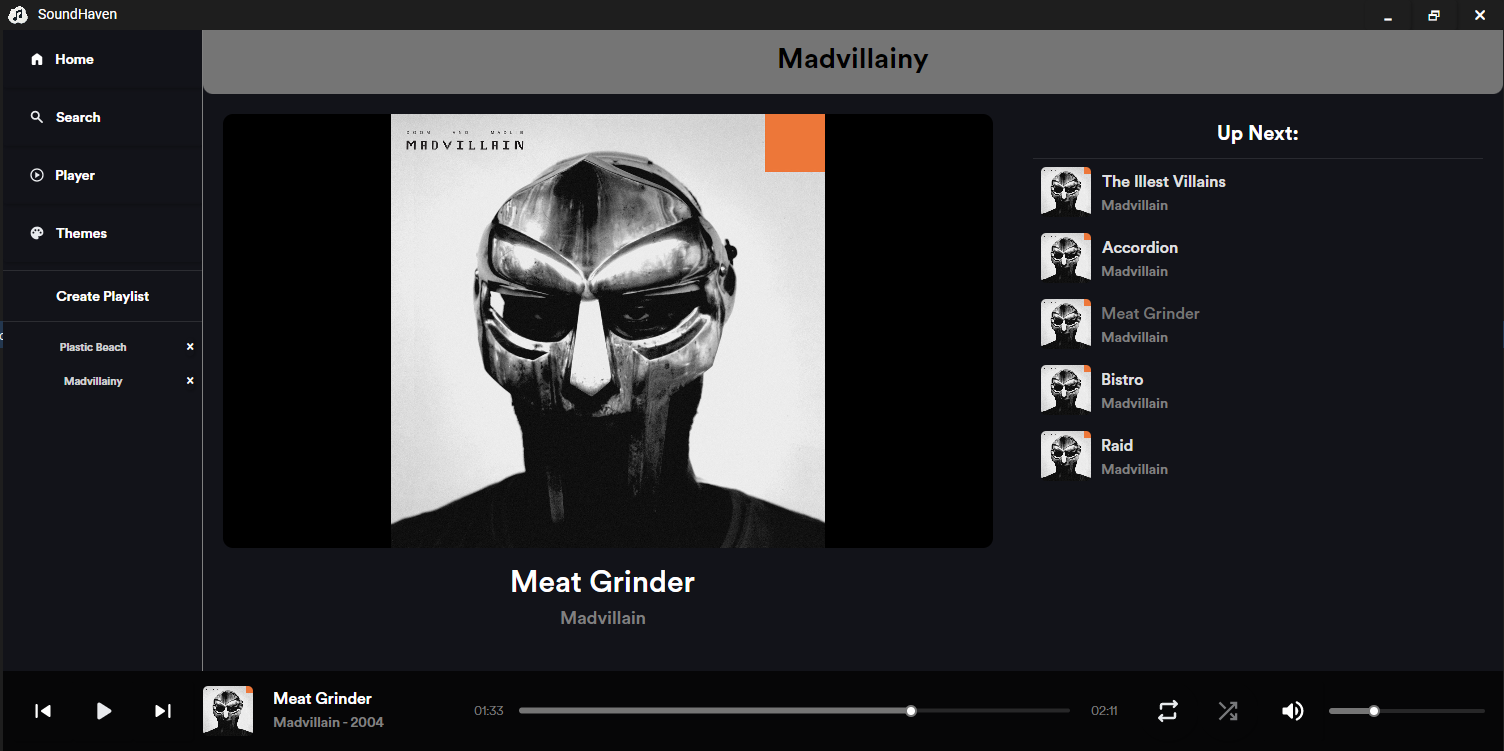 SoundHaven
Home
Search
Player
Themes
Create Playlist
Plastic Beach
Madvillainy
Madvillainy
MADVILLAIN
Meat Grinder
Madvillain
Up Next:
The Illest Villains
Madvillain
Accordion
Madvillain
Meat Grinder
Madvillain
Bistro
Madvillain
Raid
Madvillain
Meat Grinder
Madvillain - 2004
01:33
02:11